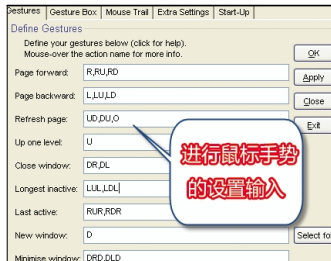 Gestures
Gesture Box
Mouse Trail
Extra Settings
Start-Up
Define Gestures
Define your gestures below (click for help).
Mouse-over the action name for more info.
OK
Page forward: R,RU,RD
Apply
Page backward: L,LU,LD
Close
Refresh page: UD,DU,O
Exit
Up one level: U
进行鼠标手势
的设置输入
Close window: DR,DL
Longest inactive: LUL,LDL
Last active: RUR,RDR
New window: D
Select fol
Minimise window: DRD,DLD